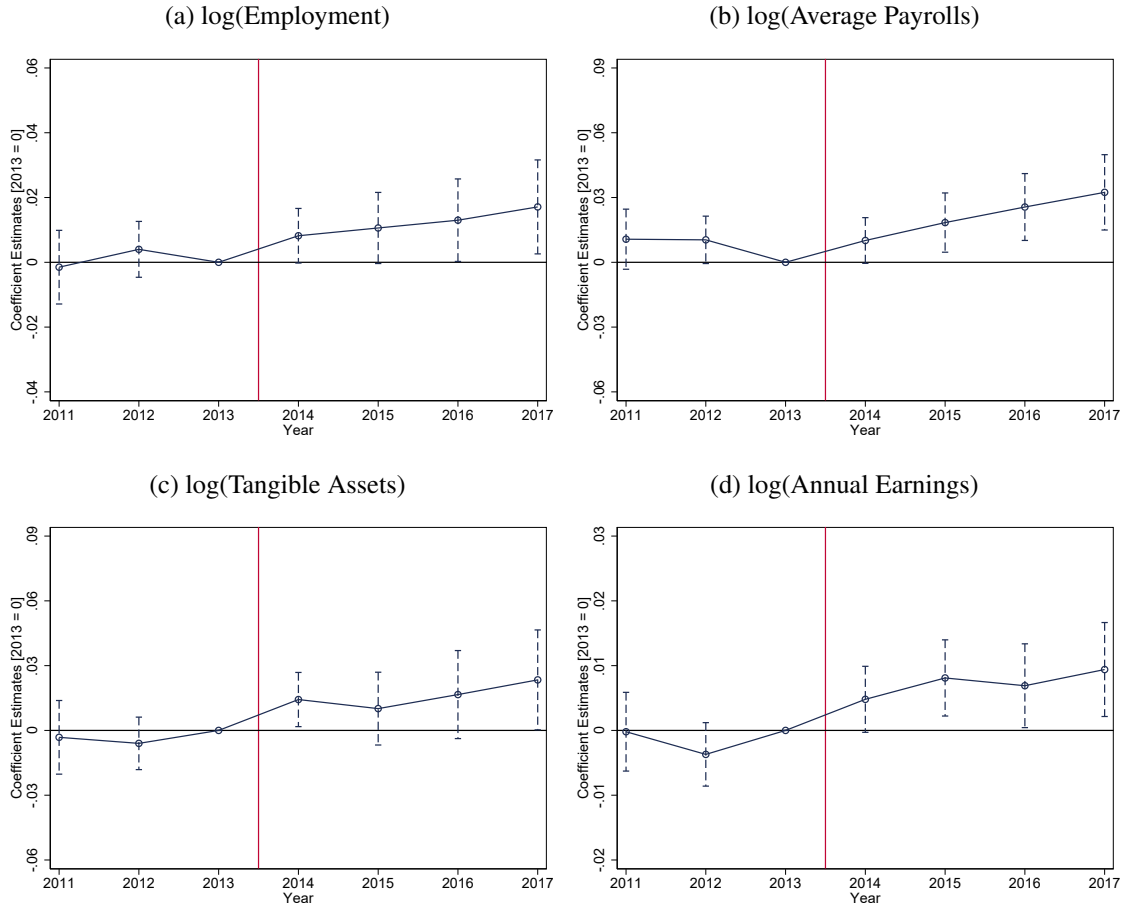 (a) log(Employment)
(b) log(Average Payrolls)
Coefficient Estimates [2013 = 0]
.06
.04
.02
0
-.02
-.04
2011 2012 2013 2014 2015 2016 2017
Year
Coefficient Estimates [2013 = 0]
.09
.06
.03
0
-.03
-.06
2011 2012 2013 2014 2015 2016 2017
Year
(c) log(Tangible Assets)
(d) log(Annual Earnings)
Coefficient Estimates [2013 = 0]
.09
.06
.03
0
-.03
-.06
2011 2012 2013 2014 2015 2016 2017
Year
Coefficient Estimates [2013 = 0]
.03
.02
.01
0
-.01
-.02
2011 2012 2013 2014 2015 2016 2017
Year